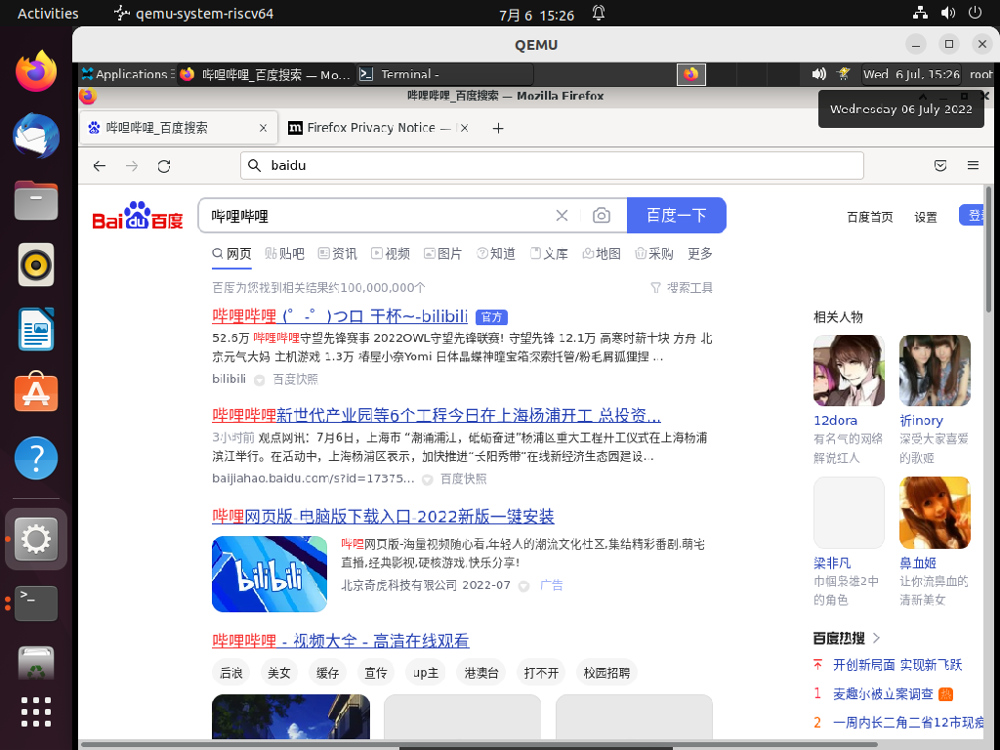 Activities
qemu-system-riscv64
7月 6 15:26
QEMU
Applications
哔哩哔哩_百度搜索 — Mo...
Terminal -
Wed 6 Jul, 15:26
root
哔哩哔哩_百度搜索 — Mozilla Firefox
Wednesday 06 July 2022
哔哩哔哩_百度搜索
Firefox Privacy Notice —
baidu
Bai du 百度
哔哩哔哩
百度一下
百度首页
设置
网页
贴吧
资讯
视频
图片
知道
文库
地图
采购
更多
百度为您找到相关结果约100,000,000个
搜索工具
哔哩哔哩 (゜-゜)つロ 干杯~-bilibili
官方
52.6万 哔哩哔哩守望先锋赛事 2022OWL守望先锋联赛! 守望先锋 12.1万 高寒时薪十块 方舟 北
京元气大妈 主机游戏 1.3万 椿屋小奈Yomi 日体晶蝶神瞳宝箱探索托管/粉毛屑狐狸捏 ...
bilibili
百度快照
哔哩哔哩新世代产业园等6个工程今日在上海杨浦开工 总投资...
3小时前 观点网讯：7月6日，上海市 “潮涌浦江，砥砺奋进”杨浦区重大工程开工仪式在上海杨浦
滨江举行。在活动中，上海杨浦区表示，加快推进“长阳秀带”在线新经济生态园建设...
baijiahao.baidu.com/s?id=17375...
百度快照
哔哩网页版-电脑版下载入口-2022新版一键安装
bilibili
哔哩网页版-海量视频随心看,年轻人的潮流文化社区,集结精彩番剧,萌宅
直播,经典影视,硬核游戏,快乐分享!
北京奇虎科技有限公司 2022-07
广告
哔哩哔哩 - 视频大全 - 高清在线观看
后浪
美女
缓存
宣传
up主
港澳台
打不开
校园招聘
相关人物
12dora
祈inory
有名气的网络
解说红人
深受大家喜爱
的歌姬
梁非凡
鼻血姬
巾帼枭雄2中
的角色
让你流鼻血的
清新美女
百度热搜
开创新局面 实现新飞跃
1 麦趣尔被立案调查 热
2 一周内长三角三省12市现疫